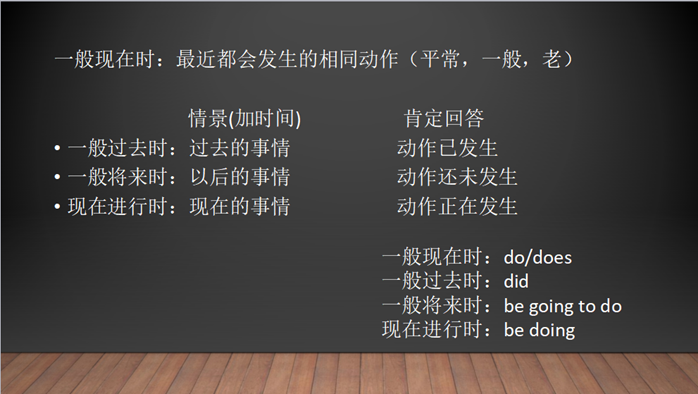 一般现在时：最近都会发生的相同动作（平常，一般，老）
情景(加时间) 肯定回答
• 一般过去时：过去的事情 动作已发生
• 一般将来时：以后的事情 动作还未发生
• 现在进行时：现在的事情 动作正在发生
一般现在时：do/does
一般过去时：did
一般将来时：be going to do
现在进行时：be doing